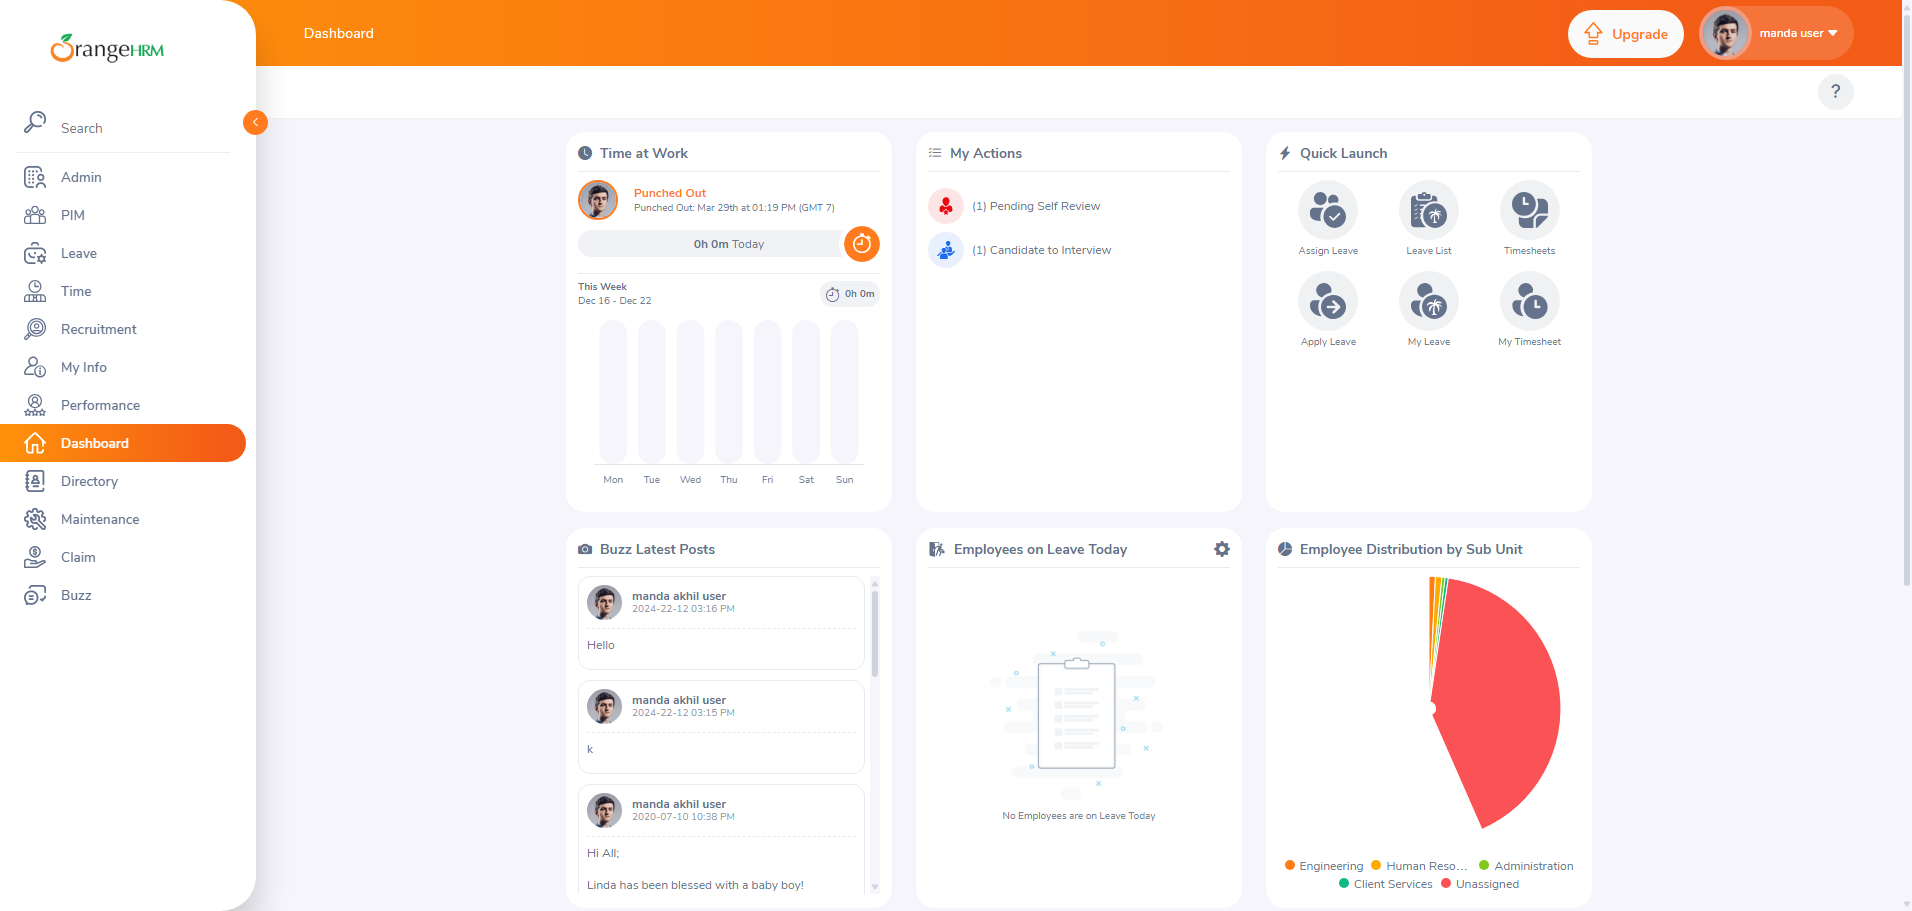 OrangeHRM
Dashboard
Upgrade
manda user
?
Search
Admin
PIM
Leave
Time
Recruitment
My Info
Performance
Dashboard
Directory
Maintenance
Claim
Buzz
Time at Work
Punched Out
Punched Out: Mar 29th at 01:19 PM (GMT 7)
0h 0m Today
This Week
Dec 16 - Dec 22
0h 0m
Mon Tue Wed Thu Fri Sat Sun
My Actions
(1) Pending Self Review
(1) Candidate to Interview
Quick Launch
Assign Leave
Leave List
Timesheets
Apply Leave
My Leave
My Timesheet
Buzz Latest Posts
manda akhil user
2024-22-12 03:16 PM
Hello
manda akhil user
2024-22-12 03:15 PM
k
manda akhil user
2020-07-10 10:38 PM
Hi All;
Linda has been blessed with a baby boy!
Employees on Leave Today
No Employees are on Leave Today
Employee Distribution by Sub Unit
Engineering
Human Reso...
Administration
Client Services
Unassigned